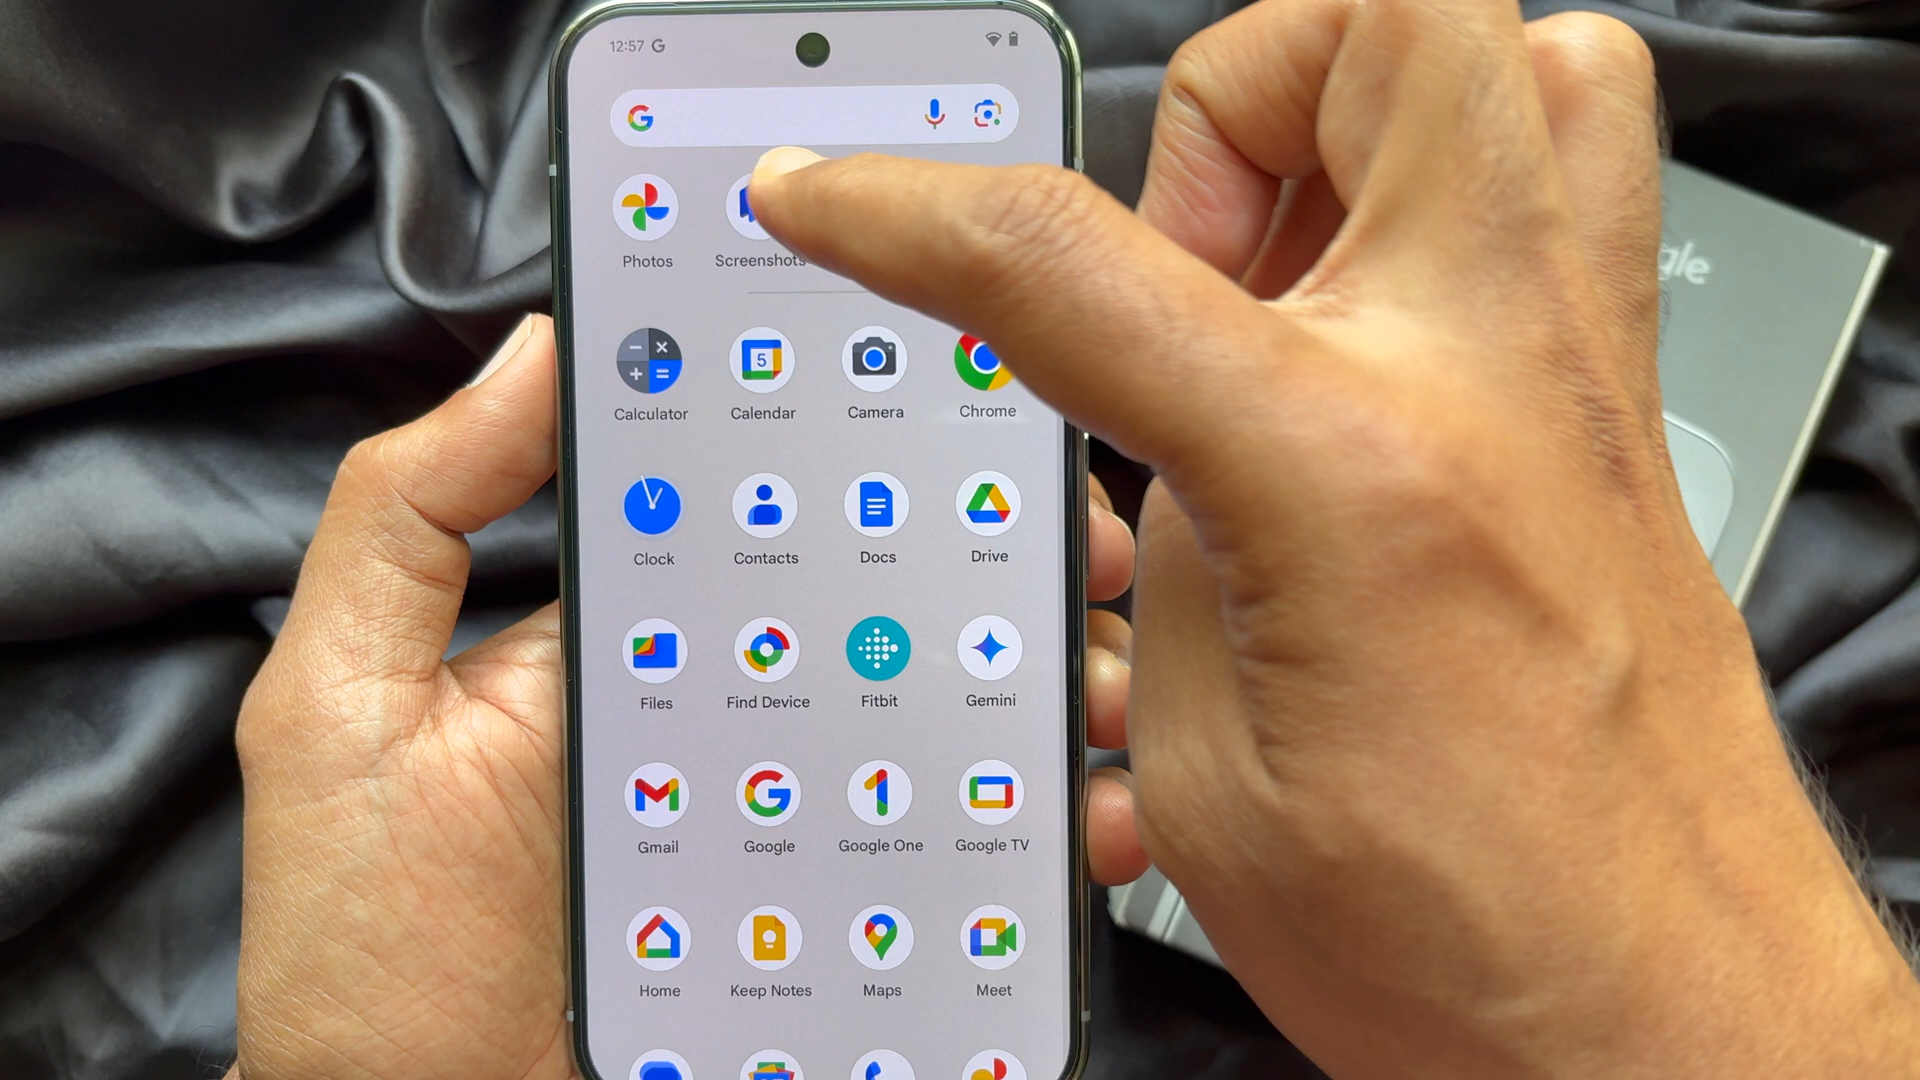 12:57 G
G
Photos Screenshots
Calculator Calendar Camera Chrome
5
Clock Contacts Docs Drive
Files Find Device Fitbit Gemini
Gmail Google Google One Google TV
Home Keep Notes Maps Meet
gle